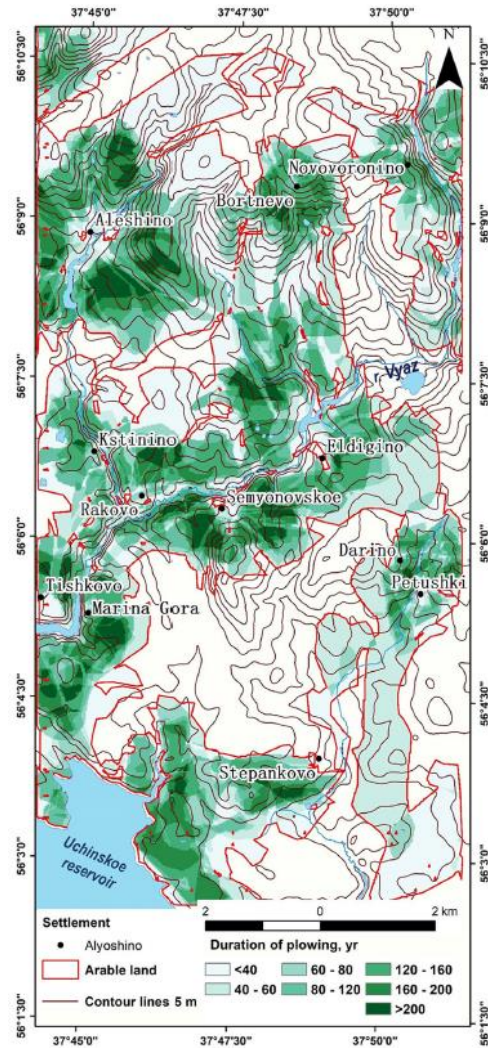 37°45'0" 37°47'30" 37°50'0"
56°10'30" 56°10'30"
N
Novovoronino
Bortnevo
56°9'0" Aleshino 56°9'0"
56°7'30" 56°7'30"
r. Vyaz
Kstinino
Eldigino
Rakovo
Semyonovskoe
56°6'0" 56°6'0"
Darino
Tishkovo
Petushki
Marina Gora
56°4'30" 56°4'30"
Stepankovo
Uchinskoe
reservoir
56°3'0" 56°3'0"
Settlement
Alyoshino
Arable land
Contour lines 5 m
2 0 2 km
Duration of plowing, yr
<40 60 - 80 120 - 160
40 - 60 80 - 120 160 - 200
>200
56°1'30" 56°1'30"
37°45'0" 37°47'30" 37°50'0"